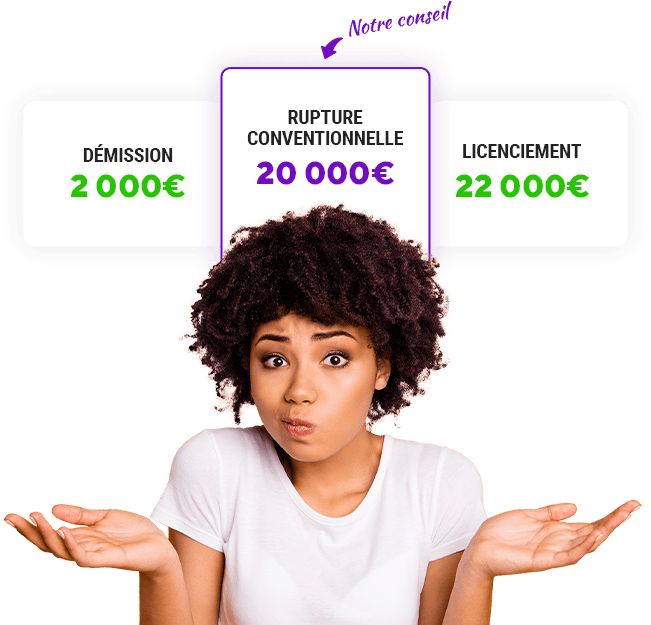 Notre conseil
DÉMISSION
2 000€
RUPTURE
CONVENTIONNELLE
20 000€
LICENCIEMENT
22 000€